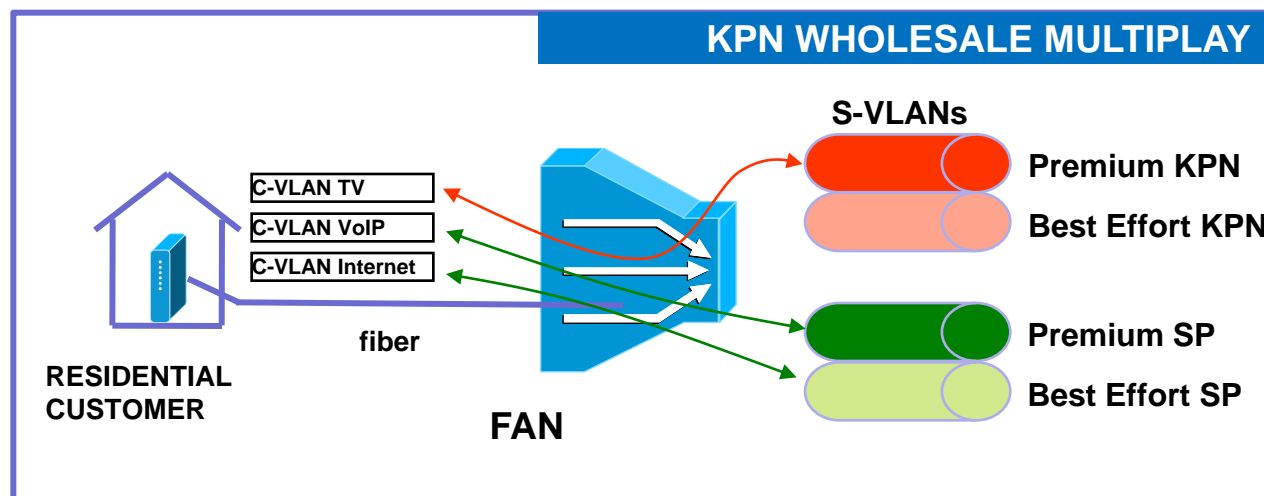 KPN WHOLESALE MULTIPLAY
S-VLANs
C-VLAN TV
C-VLAN VoIP
C-VLAN Internet
Premium KPN
Best Effort KPN
Premium SP
Best Effort SP
fiber
RESIDENTIAL
CUSTOMER
FAN